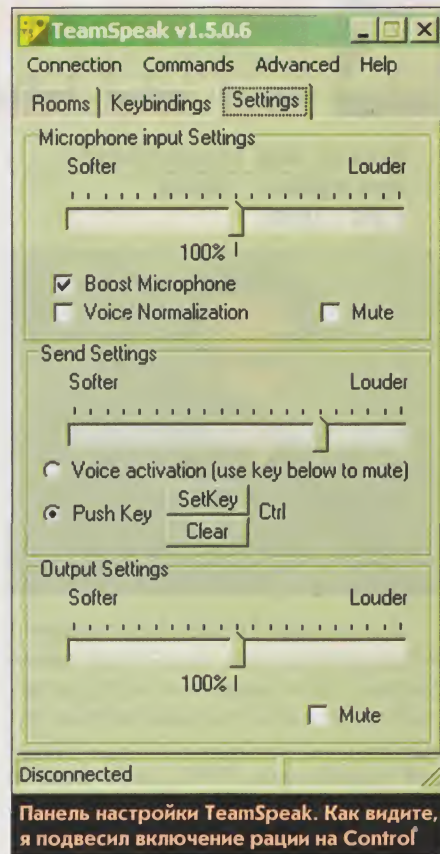 TeamSpeak v1.5.0.6
Connection Commands Advanced Help
Rooms Keybindings Settings
Microphone input Settings
Softer Louder
100%
Boost Microphone
Voice Normalization Mute
Send Settings
Softer Louder
Voice activation (use key below to mute)
Push Key SetKey Ctrl
Clear
Output Settings
Softer Louder
100%
Mute
Disconnected
Панель настройки TeamSpeak. Как видите,
я подвесил включение рации на Control